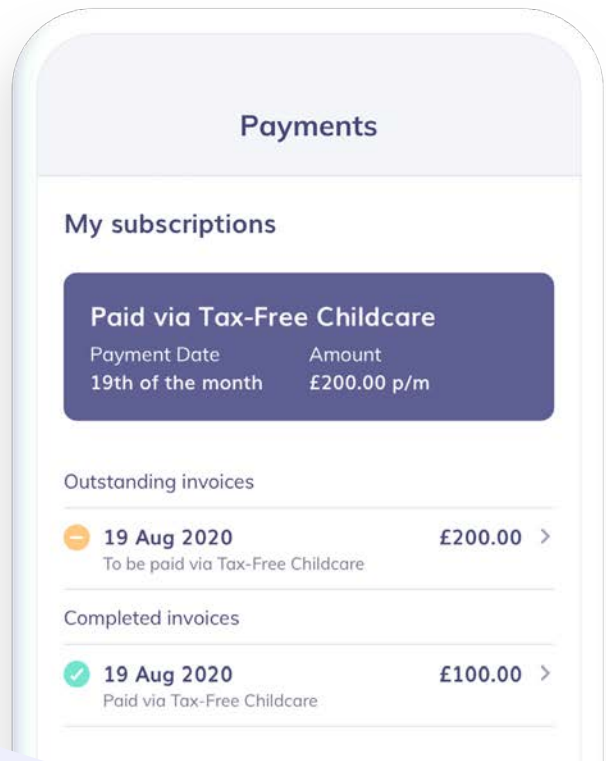 Payments
My subscriptions
Paid via Tax-Free Childcare
Payment Date Amount
19th of the month £200.00 p/m
Outstanding invoices
19 Aug 2020 £200.00
To be paid via Tax-Free Childcare
Completed invoices
19 Aug 2020 £100.00
Paid via Tax-Free Childcare